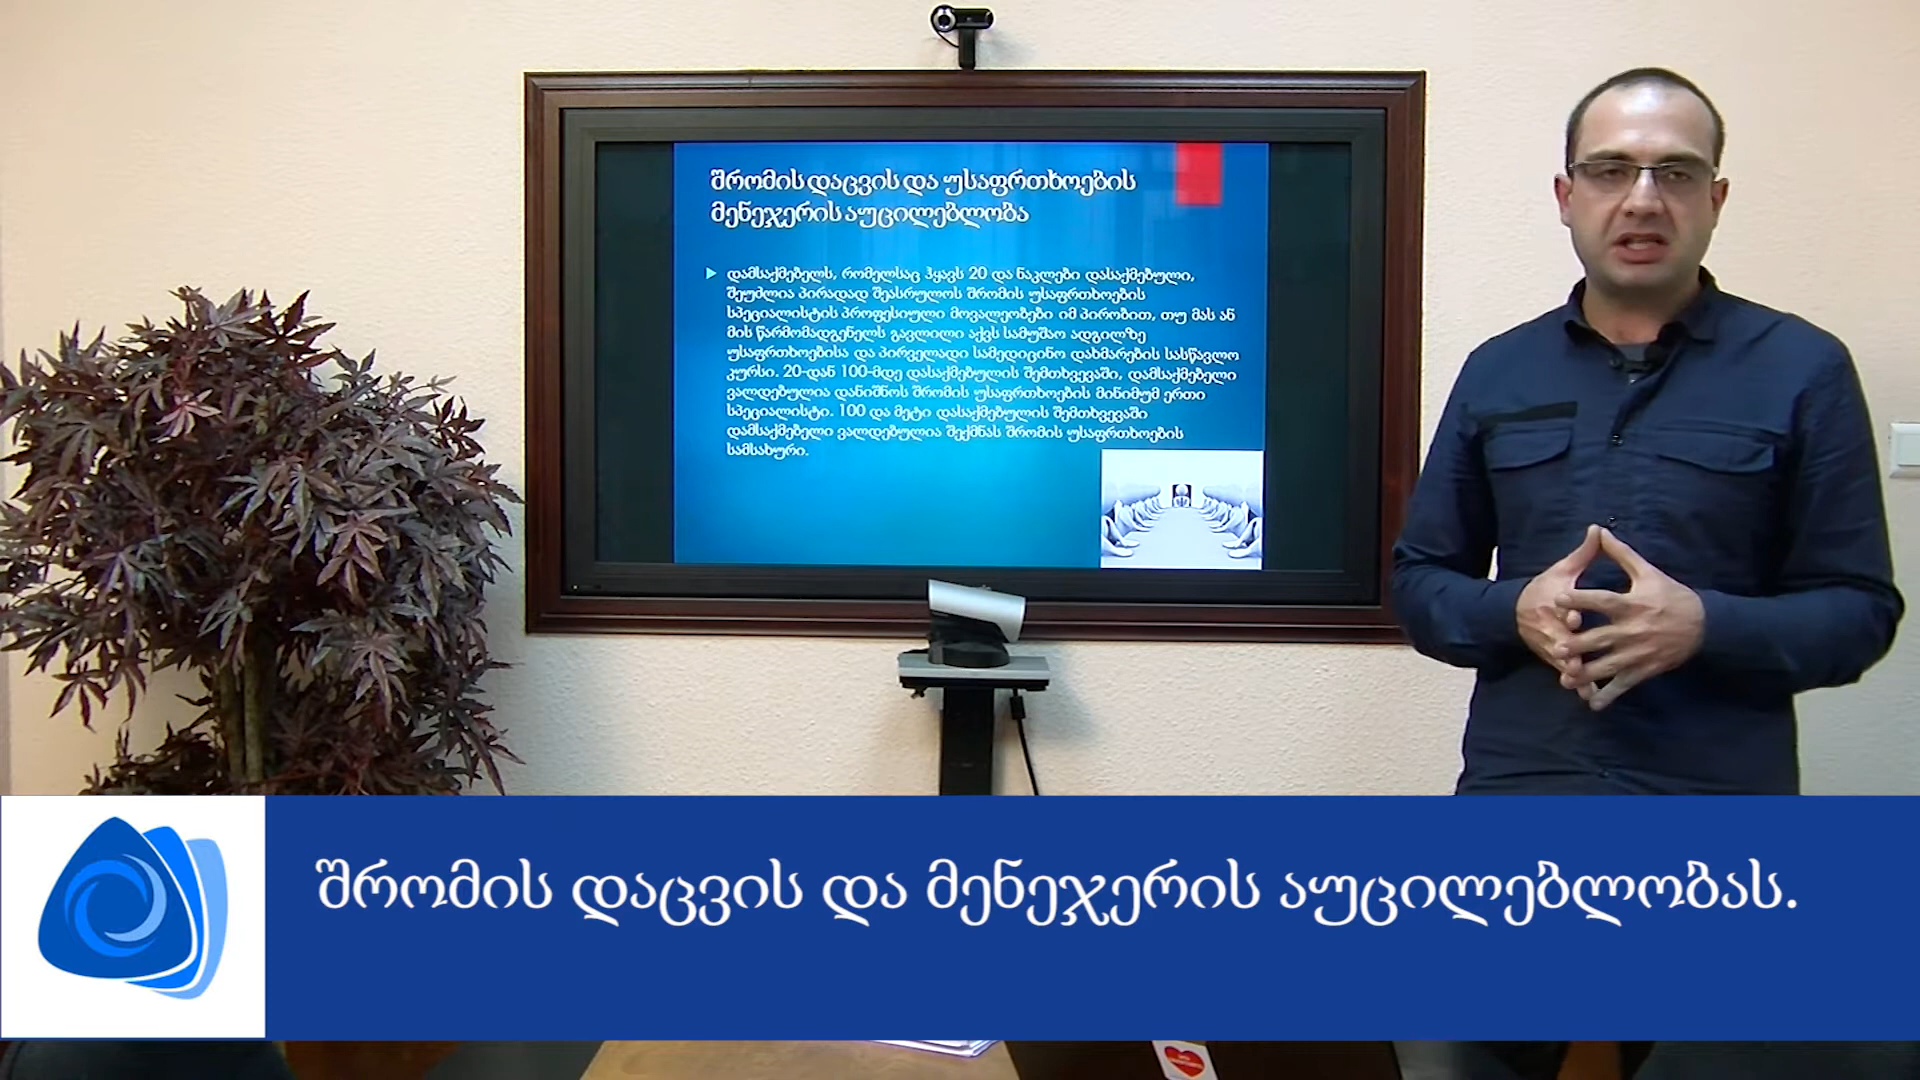 შრომის დაცვის და უსაფრთხოების
მენეჯერის აუცილებლობა
დამსაქმებელს, რომელსაც ჰყავს 20 და ნაკლები დასაქმებული,
შეუძლია პირადად შეასრულოს შრომის უსაფრთხოების
სპეციალისტის პროფესიული მოვალეობები იმ პირობით, თუ მას ან
მის წარმომადგენელს გავლილი აქვს სამუშაო ადგილზე
უსაფრთხოებისა და პირველადი სამედიცინო დახმარების სასწავლო
კურსი. 20-დან 100-მდე დასაქმებულის შემთხვევაში, დამსაქმებელი
ვალდებულია დანიშნოს შრომის უსაფრთხოების მინიმუმ ერთი
სპეციალისტი. 100 და მეტი დასაქმებულის შემთხვევაში
დამსაქმებელი ვალდებულია შექმნას შრომის უსაფრთხოების
სამსახური.
შრომის დაცვის და მენეჯერის აუცილებლობას.